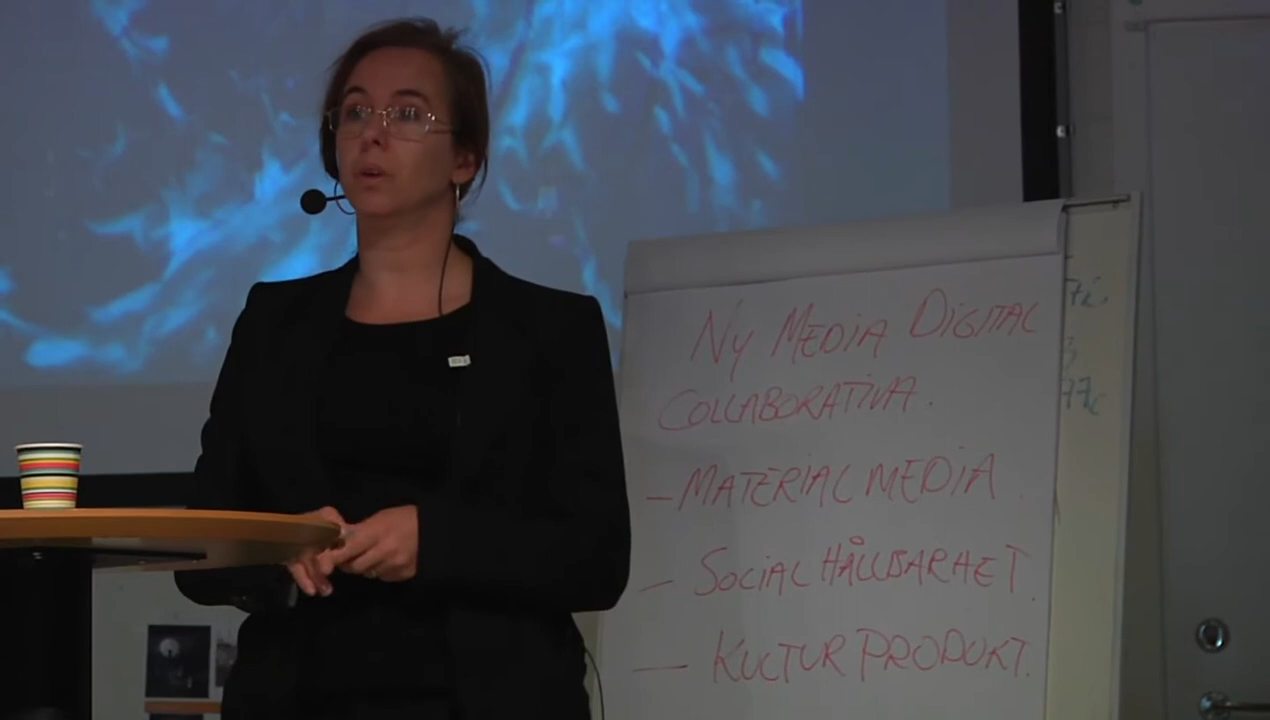 Ny MEDIA DIGITAL
COLLABORATIVA.
- MATERIAL MEDIA.
- SOCIAL HÅLLBARHET.
- KULTUR PRODUKT.